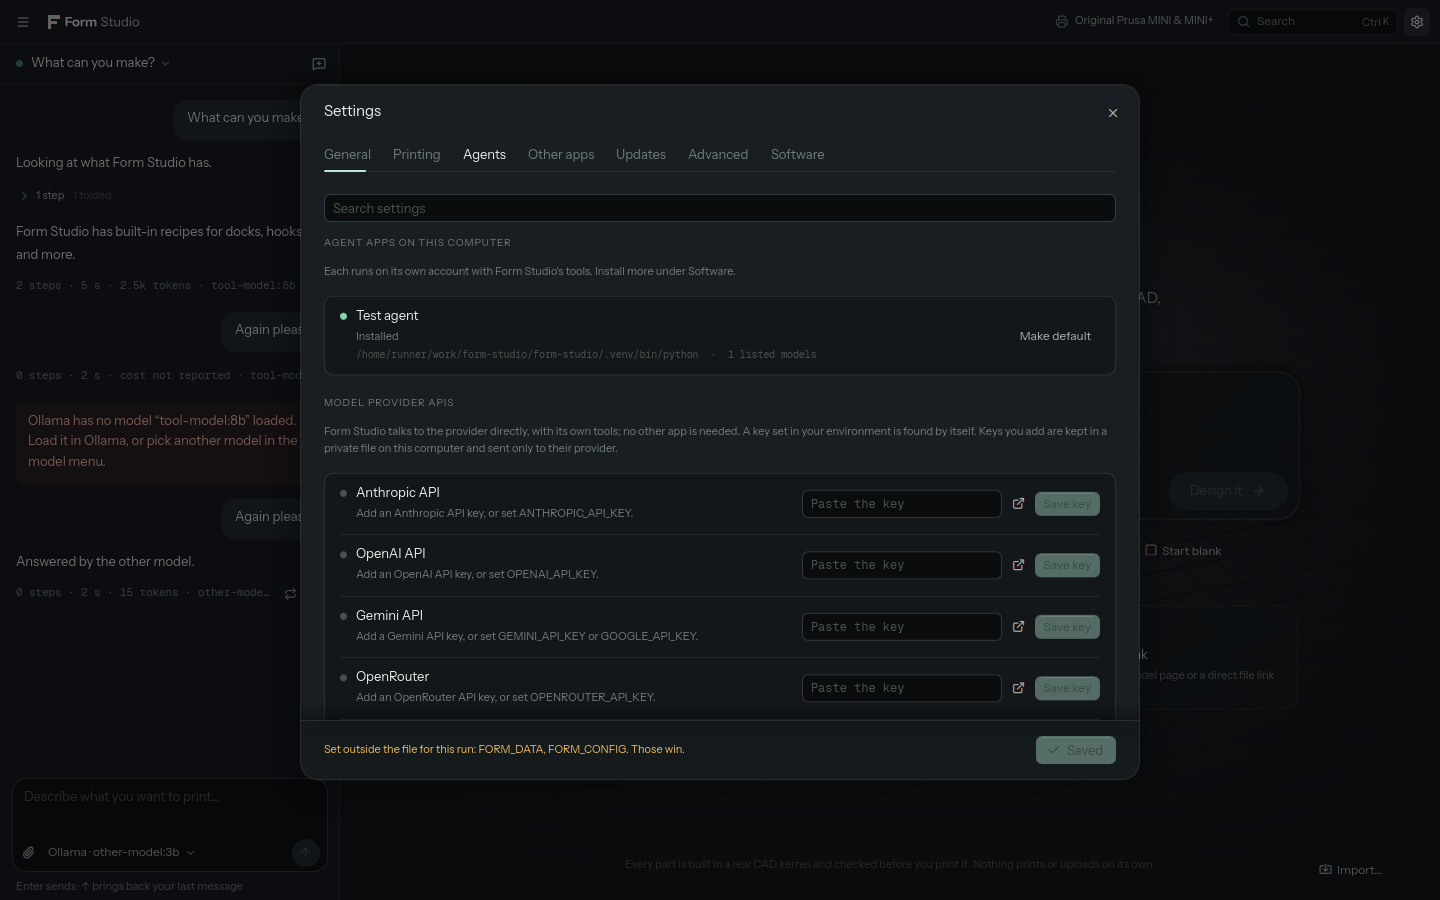 Form Studio
Original Prusa MINI & MINI+
Search
Ctrl K
What can you make?
What can you make
Looking at what Form Studio has.
1 step 1 folded
Form Studio has built-in recipes for docks, hooks
and more.
2 steps · 5 s · 2.5k tokens · tool-model:8b
Again pleas
0 steps · 2 s · cost not reported · tool-mod
Ollama has no model “tool-model:8b” loaded.
Load it in Ollama, or pick another model in the
model menu.
Again pleas
Answered by the other model.
0 steps · 2 s · 15 tokens · other-mode…
Describe what you want to print…
Ollama · other-model:3b
Enter sends · ↑ brings back your last message
Settings
General
Printing
Agents
Other apps
Updates
Advanced
Software
Search settings
AGENT APPS ON THIS COMPUTER
Each runs on its own account with Form Studio's tools. Install more under Software.
Test agent
Installed
Make default
/home/runner/work/form-studio/form-studio/.venv/bin/python · 1 listed models
MODEL PROVIDER APIS
Form Studio talks to the provider directly, with its own tools; no other app is needed. A key set in your environment is found by itself. Keys you add are kept in a
private file on this computer and sent only to their provider.
Anthropic API
Add an Anthropic API key, or set ANTHROPIC_API_KEY.
Paste the key
Save key
OpenAI API
Add an OpenAI API key, or set OPENAI_API_KEY.
Paste the key
Save key
Gemini API
Add a Gemini API key, or set GEMINI_API_KEY or GOOGLE_API_KEY.
Paste the key
Save key
OpenRouter
Add an OpenRouter API key, or set OPENROUTER_API_KEY.
Paste the key
Save key
Set outside the file for this run: FORM_DATA, FORM_CONFIG. Those win.
Saved
AD,
Design it
Start blank
nk
odel page or a direct file link
Every part is built in a real CAD kernel and checked before you print it. Nothing prints or uploads on its own.
Import…